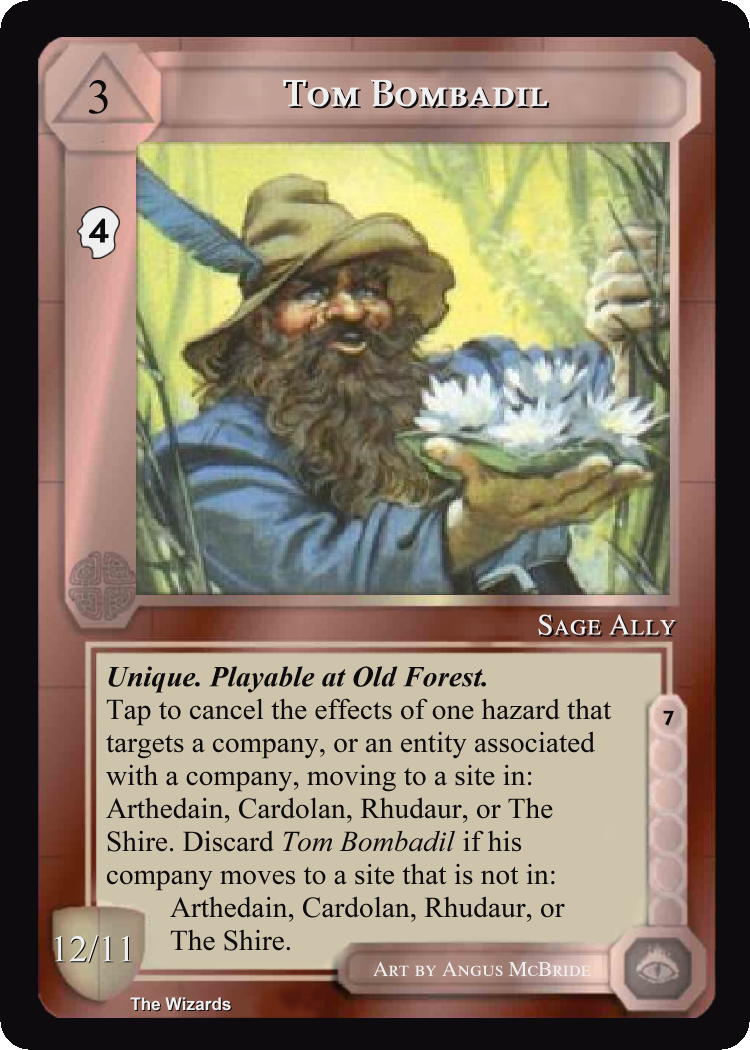 3
Tom Bombadil
4
Sage Ally
Unique. Playable at Old Forest.
Tap to cancel the effects of one hazard that
targets a company, or an entity associated
with a company, moving to a site in:
Arthedain, Cardolan, Rhudaur, or The
Shire. Discard Tom Bombadil if his
company moves to a site that is not in:
Arthedain, Cardolan, Rhudaur, or
The Shire.
7
12/11
Art by Angus McBride
The Wizards